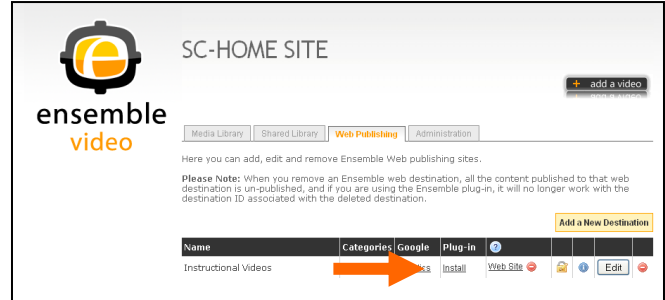 SC-HOME SITE
+ add a video
ensemble
video
Media Library Shared Library Web Publishing Administration
Here you can add, edit and remove Ensemble Web publishing sites.
Please Note: When you remove an Ensemble web destination, all the content published to that web
destination is un-published, and if you are using the Ensemble plug-in, it will no longer work with the
destination ID associated with the deleted destination.
Add a New Destination
Name Categories Google Plug-in ?
Instructional Videos Install Web Site Edit